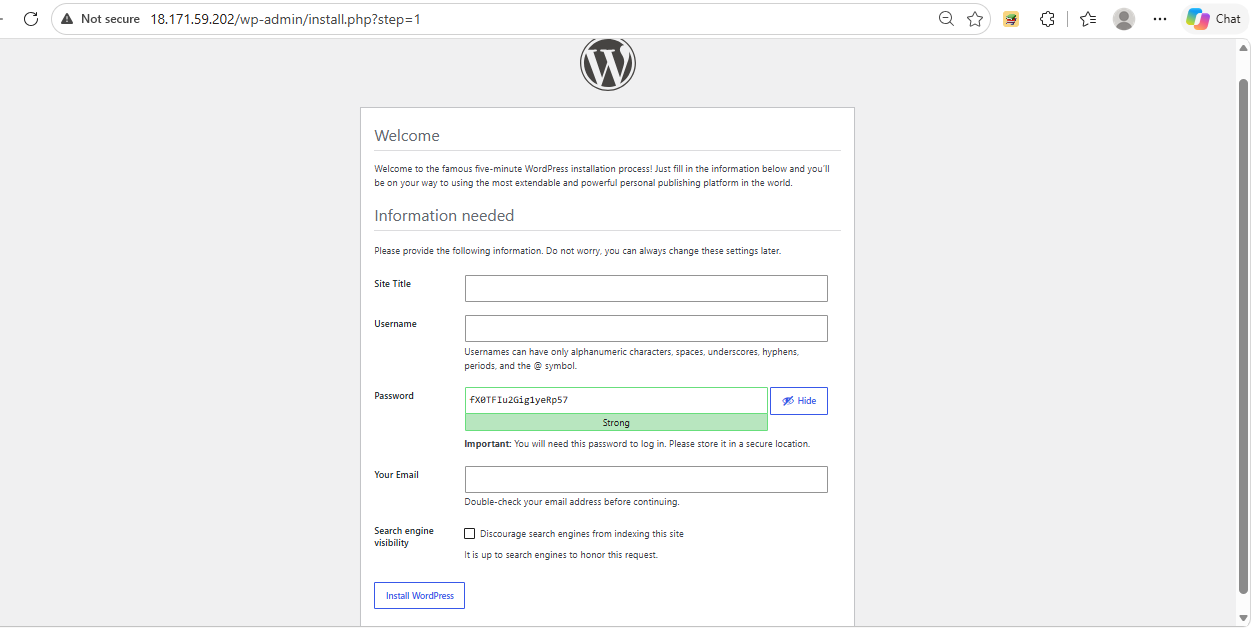 Not secure 18.171.59.202/wp-admin/install.php?step=1 Chat
Welcome
Welcome to the famous five-minute WordPress installation process! Just fill in the information below and you'll
be on your way to using the most extendable and powerful personal publishing platform in the world.
Information needed
Please provide the following information. Do not worry, you can always change these settings later.
Site Title
Username
Usernames can have only alphanumeric characters, spaces, underscores, hyphens,
periods, and the @ symbol.
Password fX0TFIu2Gig1yeRp57 Hide
Strong
Important: You will need this password to log in. Please store it in a secure location.
Your Email
Double-check your email address before continuing.
Search engine
visibility
Discourage search engines from indexing this site
It is up to search engines to honor this request.
Install WordPress